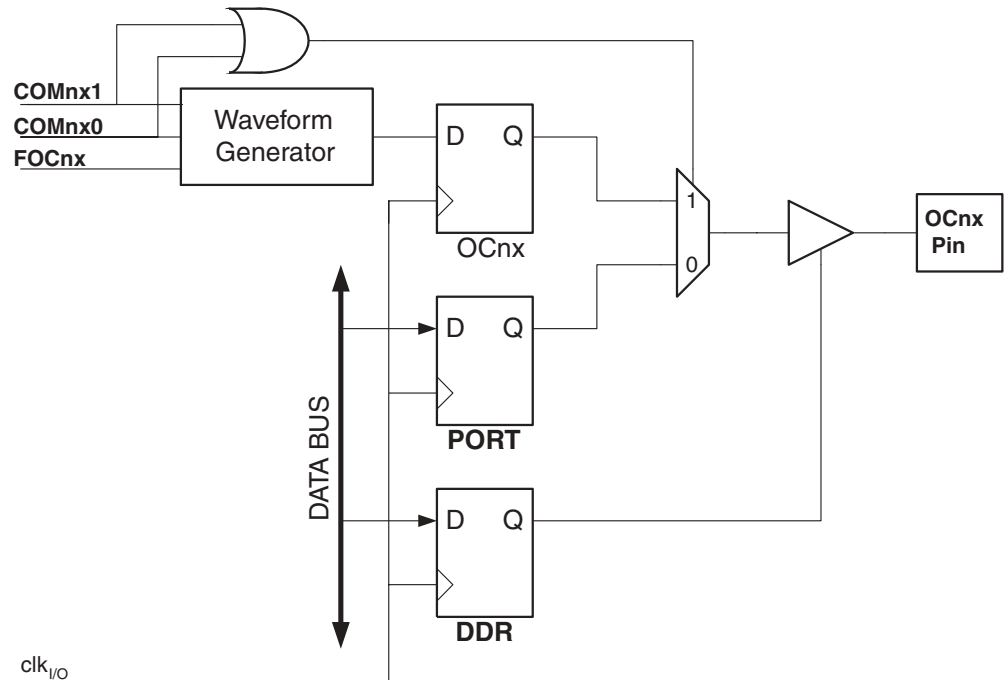 COMnx1
COMnx0
FOCnx
Waveform
Generator
D Q
OCnx
1
0
OCnx
Pin
DATA BUS
D Q
PORT
D Q
DDR
clkI/O